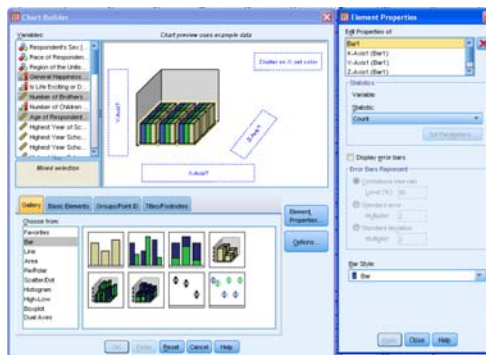 Chart Builder
Variables:
Chart preview uses example data
Respondent's Sex [...
Race of Responden...
Region of the Unite...
General Happiness ...
Is Life Exciting or D...
Number of Brothers...
Number of Children ...
Age of Respondent...
Highest Year of Sc...
Highest Year Scho...
Highest Year Scho...
Mixed selection
Cluster on X: set color
Y-Axis?
Z-Axis?
X-Axis?
Gallery
Basic Elements
Groups/Point ID
Titles/Footnotes
Choose from:
Favorites
Bar
Line
Area
Pie/Polar
Scatter/Dot
Histogram
High-Low
Boxplot
Dual Axes
Element Properties...
Options...
OK
Paste
Reset
Cancel
Help
Element Properties
Edit Properties of:
Bar1
X-Axis1 (Bar1)
Y-Axis1 (Bar1)
Z-Axis1 (Bar1)
Statistics
Variable:
Statistic:
Count
Set Parameters...
Display error bars
Error Bars Represent
Confidence intervals
Level (%):
95
Standard error
Multiplier:
2
Standard deviation
Multiplier:
2
Bar Style:
Bar
Apply
Close
Help